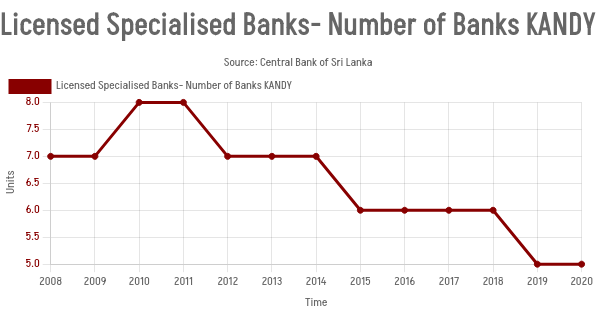 Licensed Specialised Banks- Number of Banks KANDY
Source: Central Bank of Sri Lanka
Licensed Specialised Banks- Number of Banks KANDY
8.0
7.5
7.0
6.5
6.0
5.5
5.0
Units
2008 2009 2010 2011 2012 2013 2014 2015 2016 2017 2018 2019 2020
Time